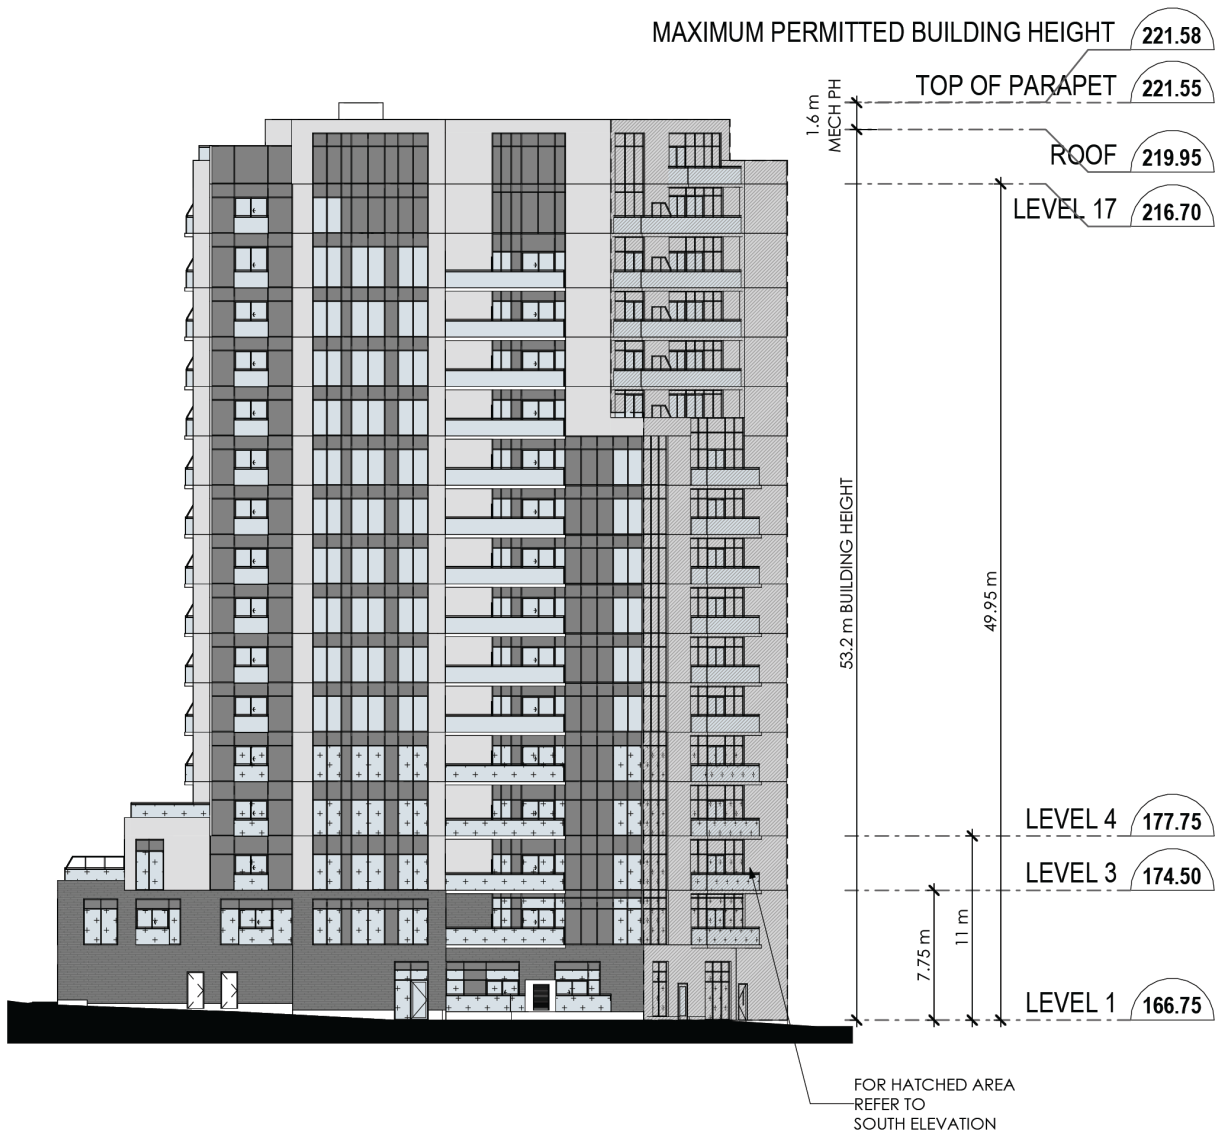 MAXIMUM PERMITTED BUILDING HEIGHT 221.58
TOP OF PARAPET 221.55
1.6 m
MECH PH
ROOF 219.95
LEVEL 17 216.70
53.2 m BUILDING HEIGHT
49.95 m
LEVEL 4 177.75
LEVEL 3 174.50
11 m
7.75 m
LEVEL 1 166.75
FOR HATCHED AREA
REFER TO
SOUTH ELEVATION